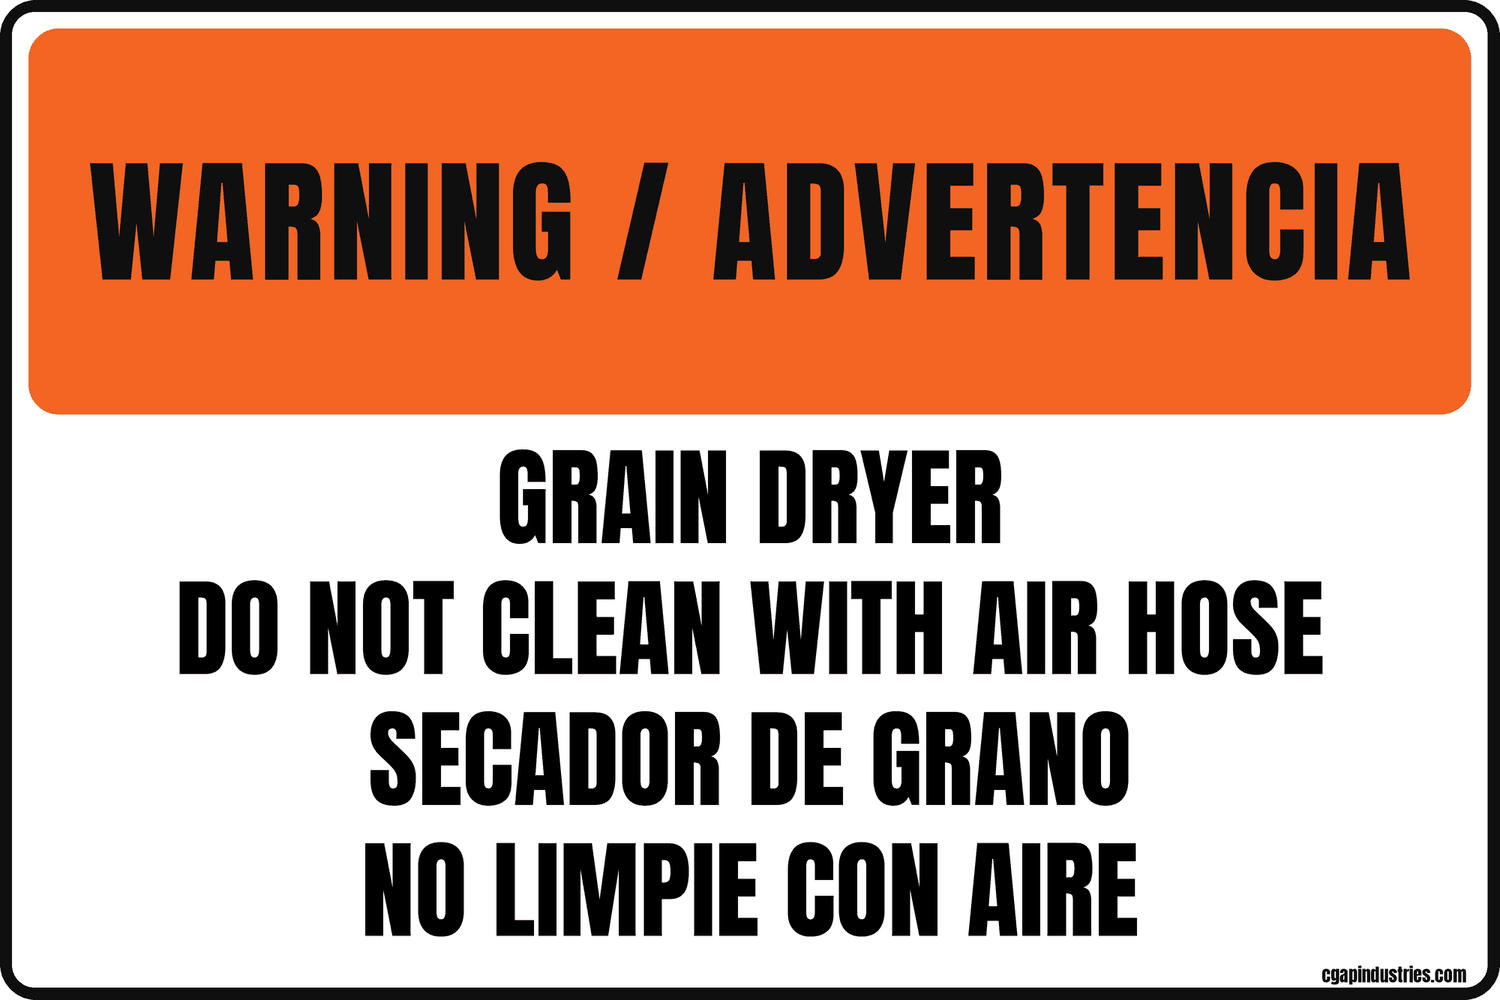 WARNING / ADVERTENCIA
GRAIN DRYER
DO NOT CLEAN WITH AIR HOSE
SECADOR DE GRANO
NO LIMPIE CON AIRE
cgapindustries.com